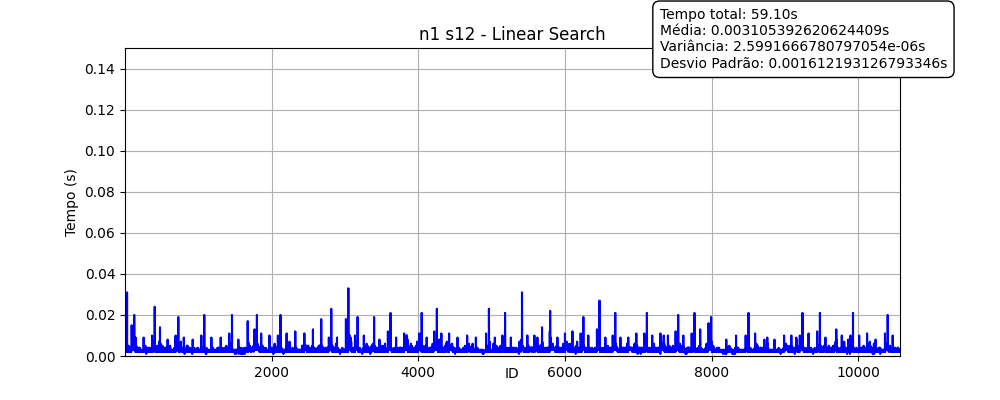 n1 s12 - Linear Search
Tempo total: 59.10s
Média: 0.003105392620624409s
Variância: 2.5991666780797054e-06s
Desvio Padrão: 0.001612193126793346s
Tempo (s)
0.14
0.12
0.10
0.08
0.06
0.04
0.02
0.00
2000
4000
6000
8000
10000
ID